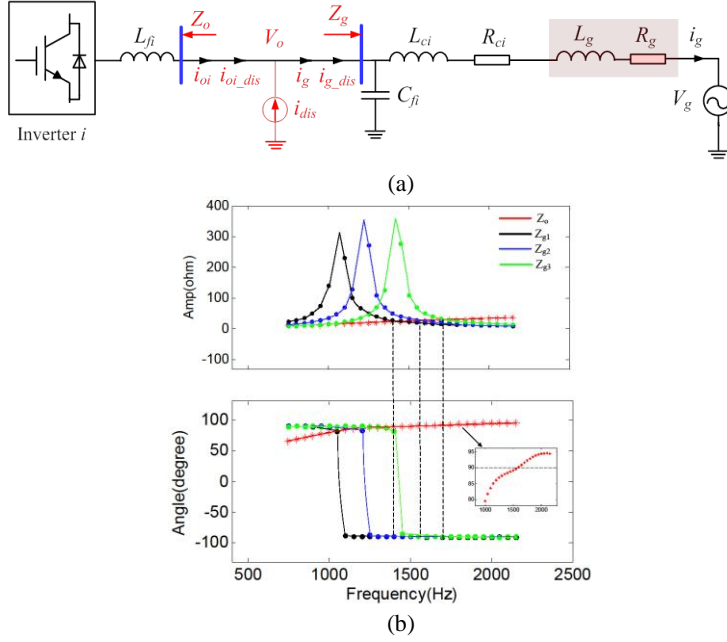 Z_o Z_g
L_fi V_o L_ci R_ci L_g R_g i_g
i_oi i_oi_dis i_g i_g_dis
C_fi V_g
i_dis
Inverter i
(a)
400
300
200
100
0
-100
Amp(ohm)
Z_o
Z_g1
Z_g2
Z_g3
100
50
0
-50
-100
Angle(degree)
95
90
85
80
1000 1500 2000
500 1000 1500 2000 2500
Frequency(Hz)
(b)